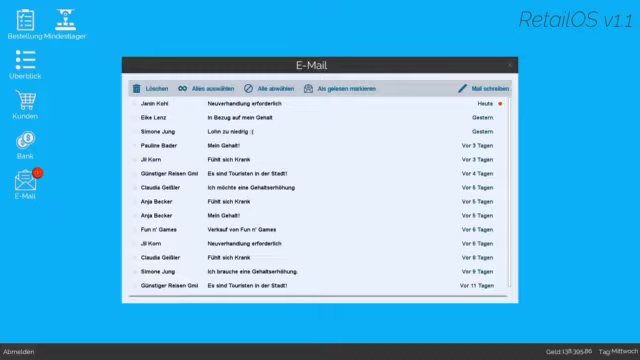 RetailOS v1.1
Bestellung Mindestlager
Überblick
Kunden
Bank
E-Mail
E-Mail
Löschen Alles auswählen Alle abwählen Als gelesen markieren Mail schreiben
Janin Kohl Neuverhandlung erforderlich Heute
Eike Lenz In Bezug auf mein Gehalt Gestern
Simone Jung Lohn zu niedrig :( Gestern
Pauline Bader Mein Gehalt! Vor 3 Tagen
Jil Korn Fühlt sich Krank Vor 3 Tagen
Günstiger Reisen Gml Es sind Touristen in der Stadt! Vor 4 Tagen
Claudia Geißler Ich möchte eine Gehaltserhöhung Vor 5 Tagen
Anja Becker Fühlt sich Krank Vor 5 Tagen
Anja Becker Mein Gehalt! Vor 5 Tagen
Fun n' Games Verkauf von Fun n' Games Vor 6 Tagen
Jil Korn Neuverhandlung erforderlich Vor 6 Tagen
Claudia Geißler Fühlt sich Krank Vor 8 Tagen
Simone Jung Ich brauche eine Gehaltserhöhung. Vor 9 Tagen
Günstiger Reisen Gml Es sind Touristen in der Stadt! Vor 11 Tagen
Abmelden Geld:138.395,86 Tag:Mittwoch